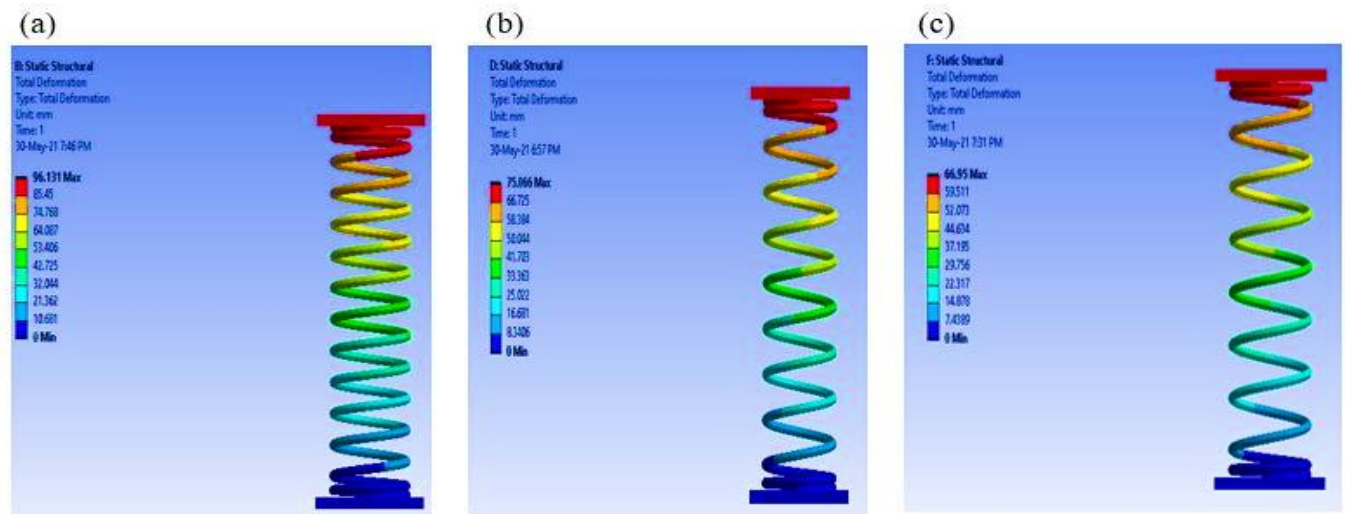 (a)
B: Static Structural
Total Deformation
Type: Total Deformation
Unit: mm
Time: 1
30-May-21 7:46 PM
96.131 Max
85.45
74.768
64.087
53.406
42.725
32.044
21.362
10.681
0 Min
(b)
D: Static Structural
Total Deformation
Type: Total Deformation
Unit: mm
Time: 1
30-May-21 6:57 PM
75.066 Max
66.725
58.384
50.044
41.703
33.363
25.022
16.681
8.3406
0 Min
(c)
F: Static Structural
Total Deformation
Type: Total Deformation
Unit: mm
Time: 1
30-May-21 7:31 PM
66.95 Max
59.511
52.073
44.634
37.195
29.756
22.317
14.878
7.4389
0 Min